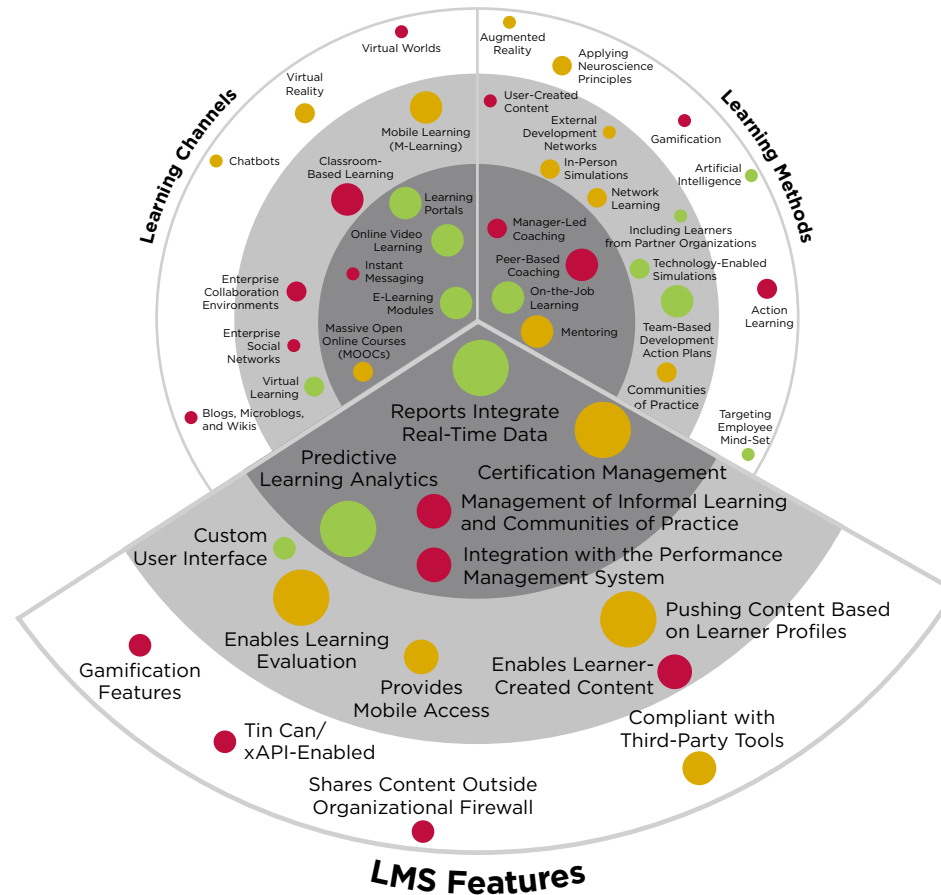 Learning Channels
Virtual Worlds
Virtual
Reality
Chatbots
Mobile Learning
(M-Learning)
Classroom-
Based Learning
Learning
Portals
Online Video
Learning
Instant
Messaging
E-Learning
Modules
Massive Open
Online Courses
(MOOCs)
Enterprise
Collaboration
Environments
Enterprise
Social
Networks
Virtual
Learning
Blogs, Microblogs,
and Wikis
Learning Methods
Augmented
Reality
Applying
Neuroscience
Principles
User-Created
Content
External
Development
Networks
Gamification
In-Person
Simulations
Artificial
Intelligence
Network
Learning
Manager-Led
Coaching
Including Learners
from Partner Organizations
Peer-Based
Coaching
Technology-Enabled
Simulations
On-the-Job
Learning
Action
Learning
Mentoring
Team-Based
Development
Action Plans
Communities
of Practice
Targeting
Employee
Mind-Set
Reports Integrate
Real-Time Data
Certification Management
Predictive
Learning Analytics
Management of Informal Learning
and Communities of Practice
Custom
User Interface
Integration with the Performance
Management System
Enables Learning
Evaluation
Pushing Content Based
on Learner Profiles
Provides
Mobile Access
Enables Learner-
Created Content
Gamification
Features
Tin Can/
xAPI-Enabled
Compliant with
Third-Party Tools
Shares Content Outside
Organizational Firewall
LMS Features